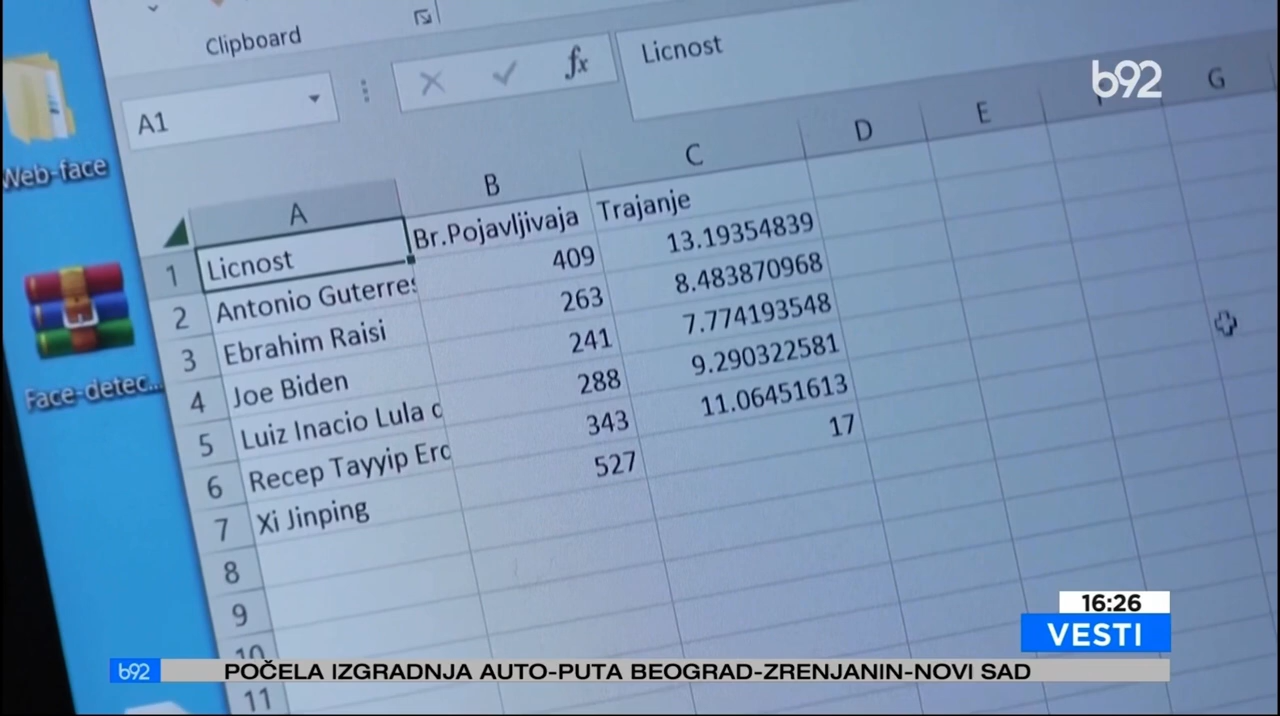 Clipboard
A1
fx
Licnost
b92
Web-face
Face-detec...
A B C D E G
1 Licnost Br.Pojavljivaja Trajanje
2 Antonio Guterres 409 13.19354839
3 Ebrahim Raisi 263 8.483870968
4 Joe Biden 241 7.774193548
5 Luiz Inacio Lula d 288 9.290322581
6 Recep Tayyip Erd 343 11.06451613
7 Xi Jinping 527 17
8
9
10
11
16:26
VESTI
b92 POČELA IZGRADNJA AUTO-PUTA BEOGRAD-ZRENJANIN-NOVI SAD